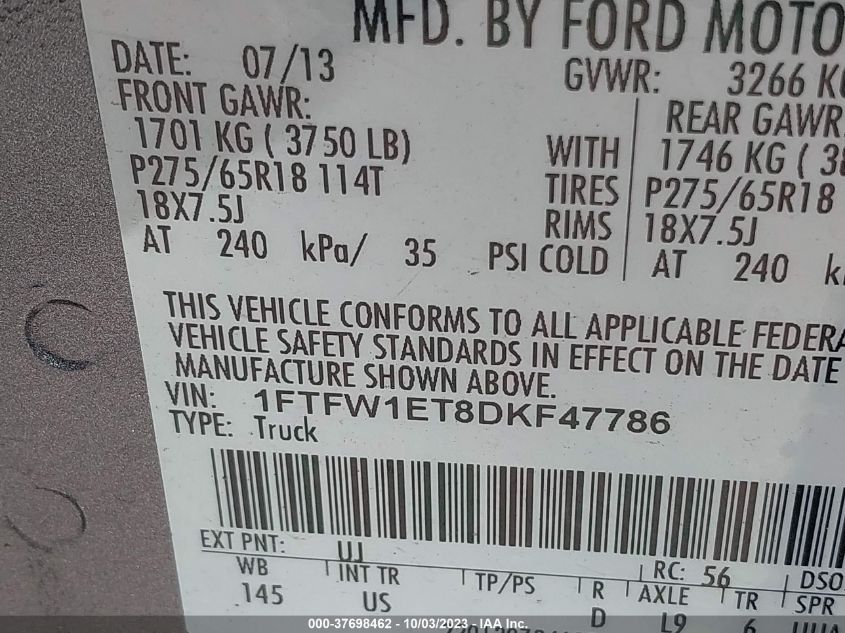 MFD. BY FORD MOTO
DATE: 07/13 GVWR: 3266 KG
FRONT GAWR: REAR GAWR
1701 KG ( 3750 LB) WITH 1746 KG ( 38
P275/65R18 114T TIRES P275/65R18
18X7.5J RIMS 18X7.5J
AT 240 kPa/ 35 PSI COLD AT 240
THIS VEHICLE CONFORMS TO ALL APPLICABLE FEDERA
VEHICLE SAFETY STANDARDS IN EFFECT ON THE DATE
MANUFACTURE SHOWN ABOVE.
VIN: 1FTFW1ET8DKF47786
TYPE: Truck
EXT PNT: UJ RC: 56 DSO
WB INT TR TP/PS R AXLE TR SPR
145 US D L9 6
000-37698462 - 10/03/2023 - IAA Inc.